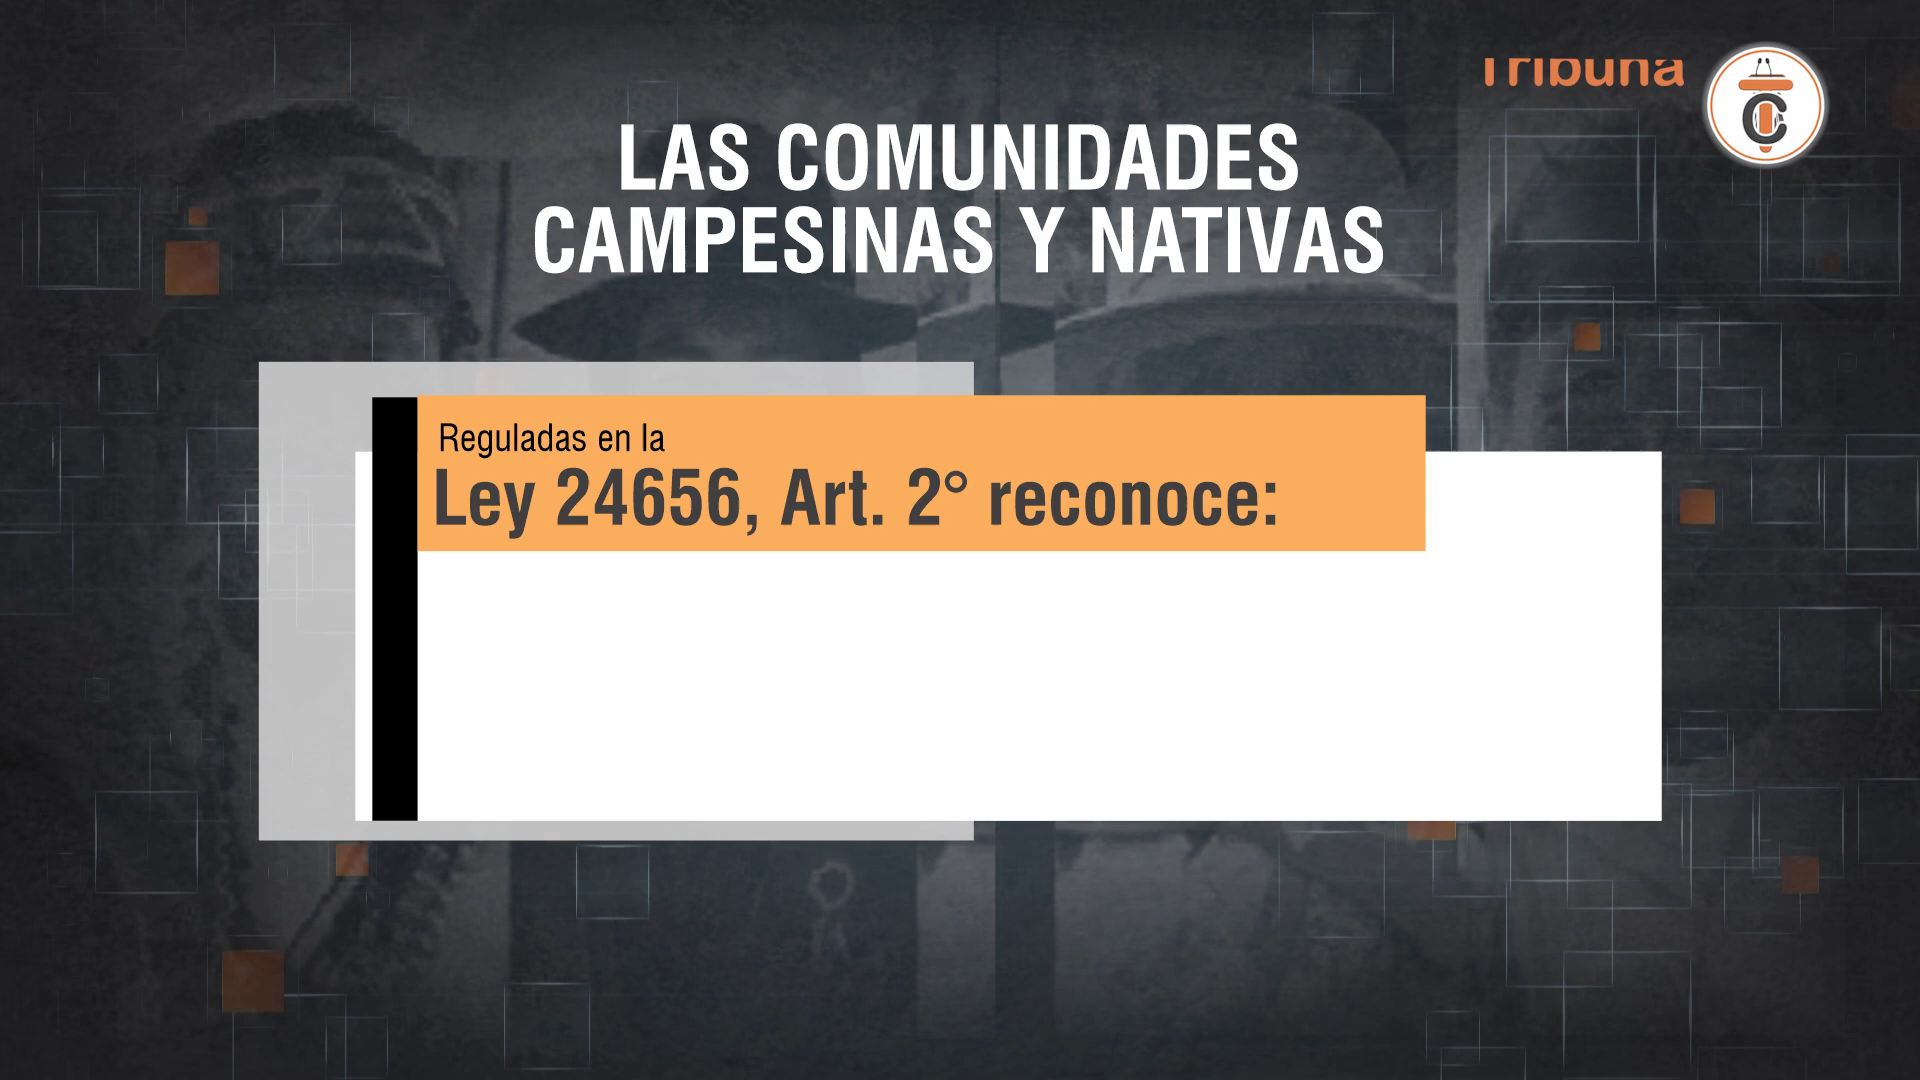 Tribuna
LAS COMUNIDADES
CAMPESINAS Y NATIVAS
Reguladas en la
Ley 24656, Art. 2° reconoce: